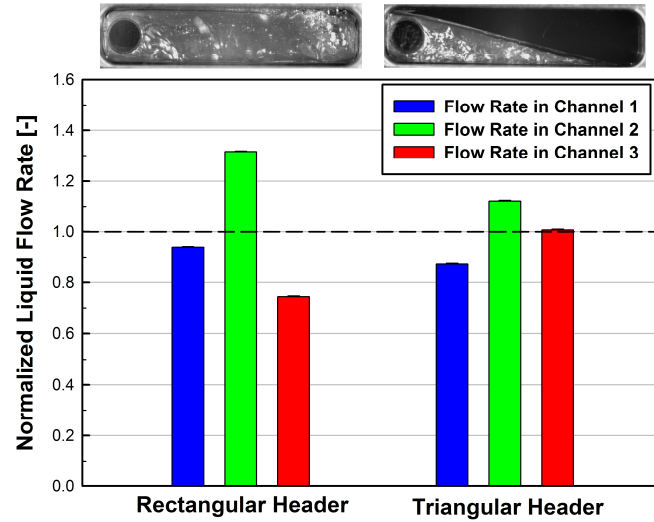 Normalized Liquid Flow Rate [-]
1.6
1.4
1.2
1.0
0.8
0.6
0.4
0.2
0.0
Flow Rate in Channel 1
Flow Rate in Channel 2
Flow Rate in Channel 3
Rectangular Header
Triangular Header